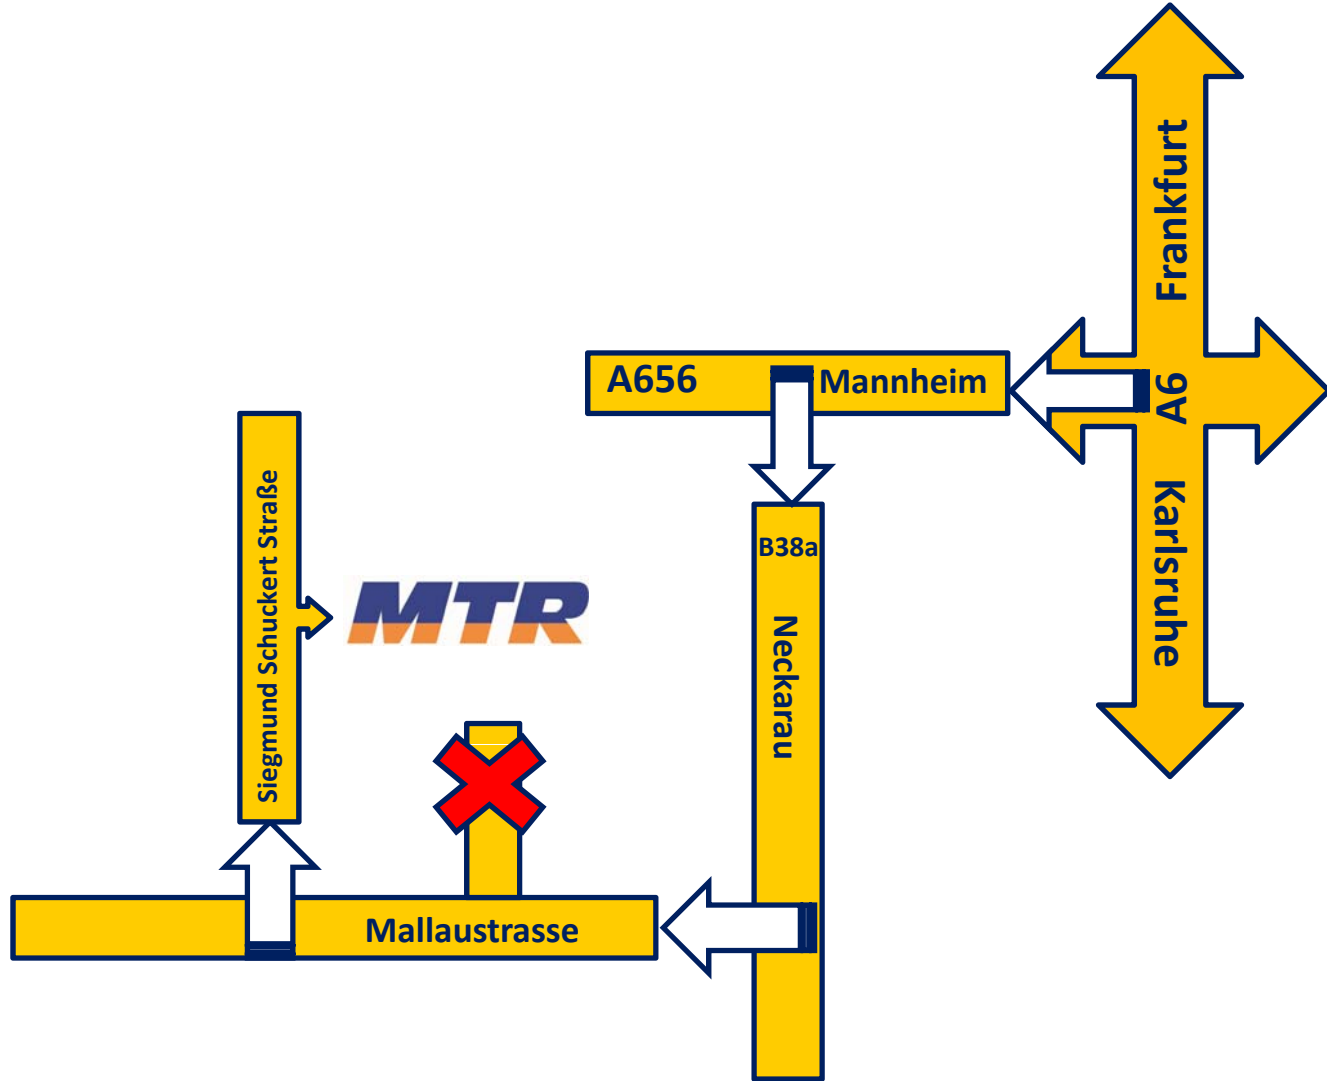 Frankfurt
A6
Karlsruhe
A656
Mannheim
B38a
Neckarau
Siegmund Schuckert Straße
MTR
Mallaustrasse